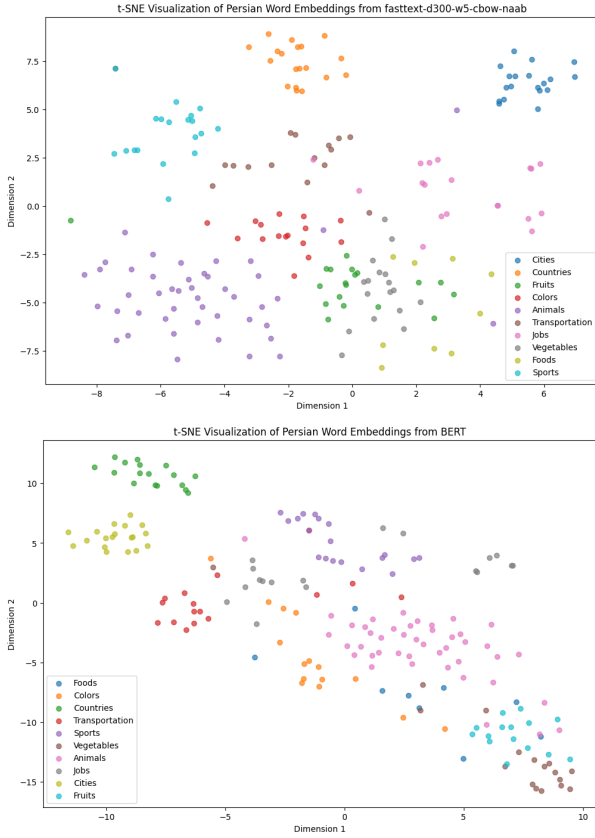 t-SNE Visualization of Persian Word Embeddings from fasttext-d300-w5-cbow-naab
Dimension 2
7.5
5.0
2.5
0.0
−2.5
−5.0
−7.5
Cities
Countries
Fruits
Colors
Animals
Transportation
Jobs
Vegetables
Foods
Sports
−8 −6 −4 −2 0 2 4 6
Dimension 1
t-SNE Visualization of Persian Word Embeddings from BERT
Dimension 2
10
5
0
−5
−10
−15
Foods
Colors
Countries
Transportation
Sports
Vegetables
Animals
Jobs
Cities
Fruits
−10 −5 0 5 10
Dimension 1